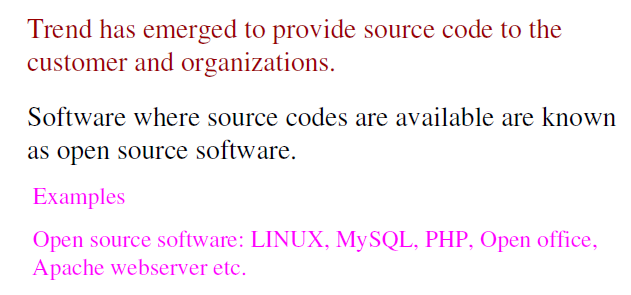 Trend has emerged to provide source code to the
customer and organizations.
Software where source codes are available are known
as open source software.
Examples
Open source software: LINUX, MySQL, PHP, Open office,
Apache webserver etc.